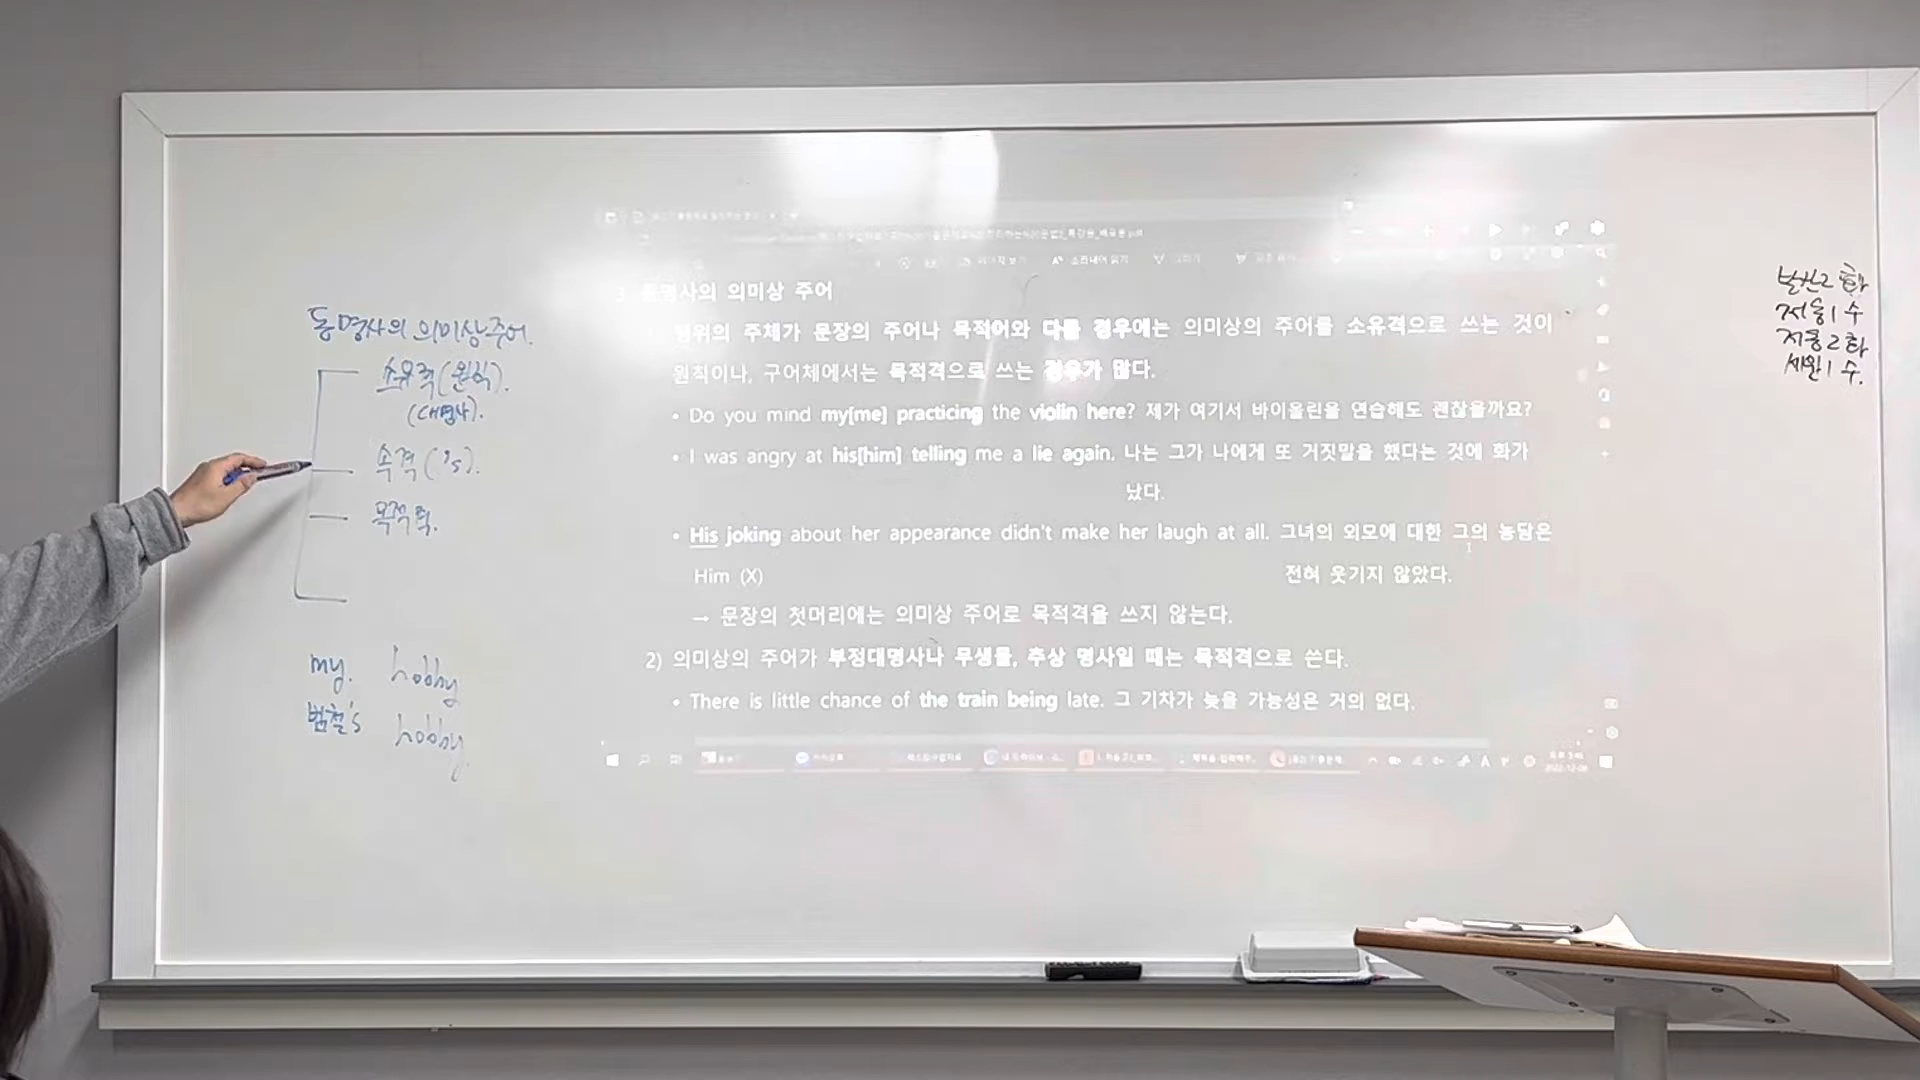 동명사의 의미상주어.
소유격(원칙).
(대명사).
속격('s).
목적격.
my. hobby
범철's hobby.
동명사의 의미상 주어
행위의 주체가 문장의 주어나 목적어와 다를 경우에는 의미상의 주어를 소유격으로 쓰는 것이
원칙이나, 구어체에서는 목적격으로 쓰는 경우가 많다.
• Do you mind my[me] practicing the violin here? 제가 여기서 바이올린을 연습해도 괜찮을까요?
• I was angry at his[him] telling me a lie again. 나는 그가 나에게 또 거짓말을 했다는 것에 화가
났다.
• His joking about her appearance didn't make her laugh at all. 그녀의 외모에 대한 그의 농담은
Him (X) 전혀 웃기지 않았다.
→ 문장의 첫머리에는 의미상 주어로 목적격을 쓰지 않는다.
2) 의미상의 주어가 부정대명사나 무생물, 추상 명사일 때는 목적격으로 쓴다.
• There is little chance of the train being late. 그 기차가 늦을 가능성은 거의 없다.
2 화
1 수
2 화
1 수.